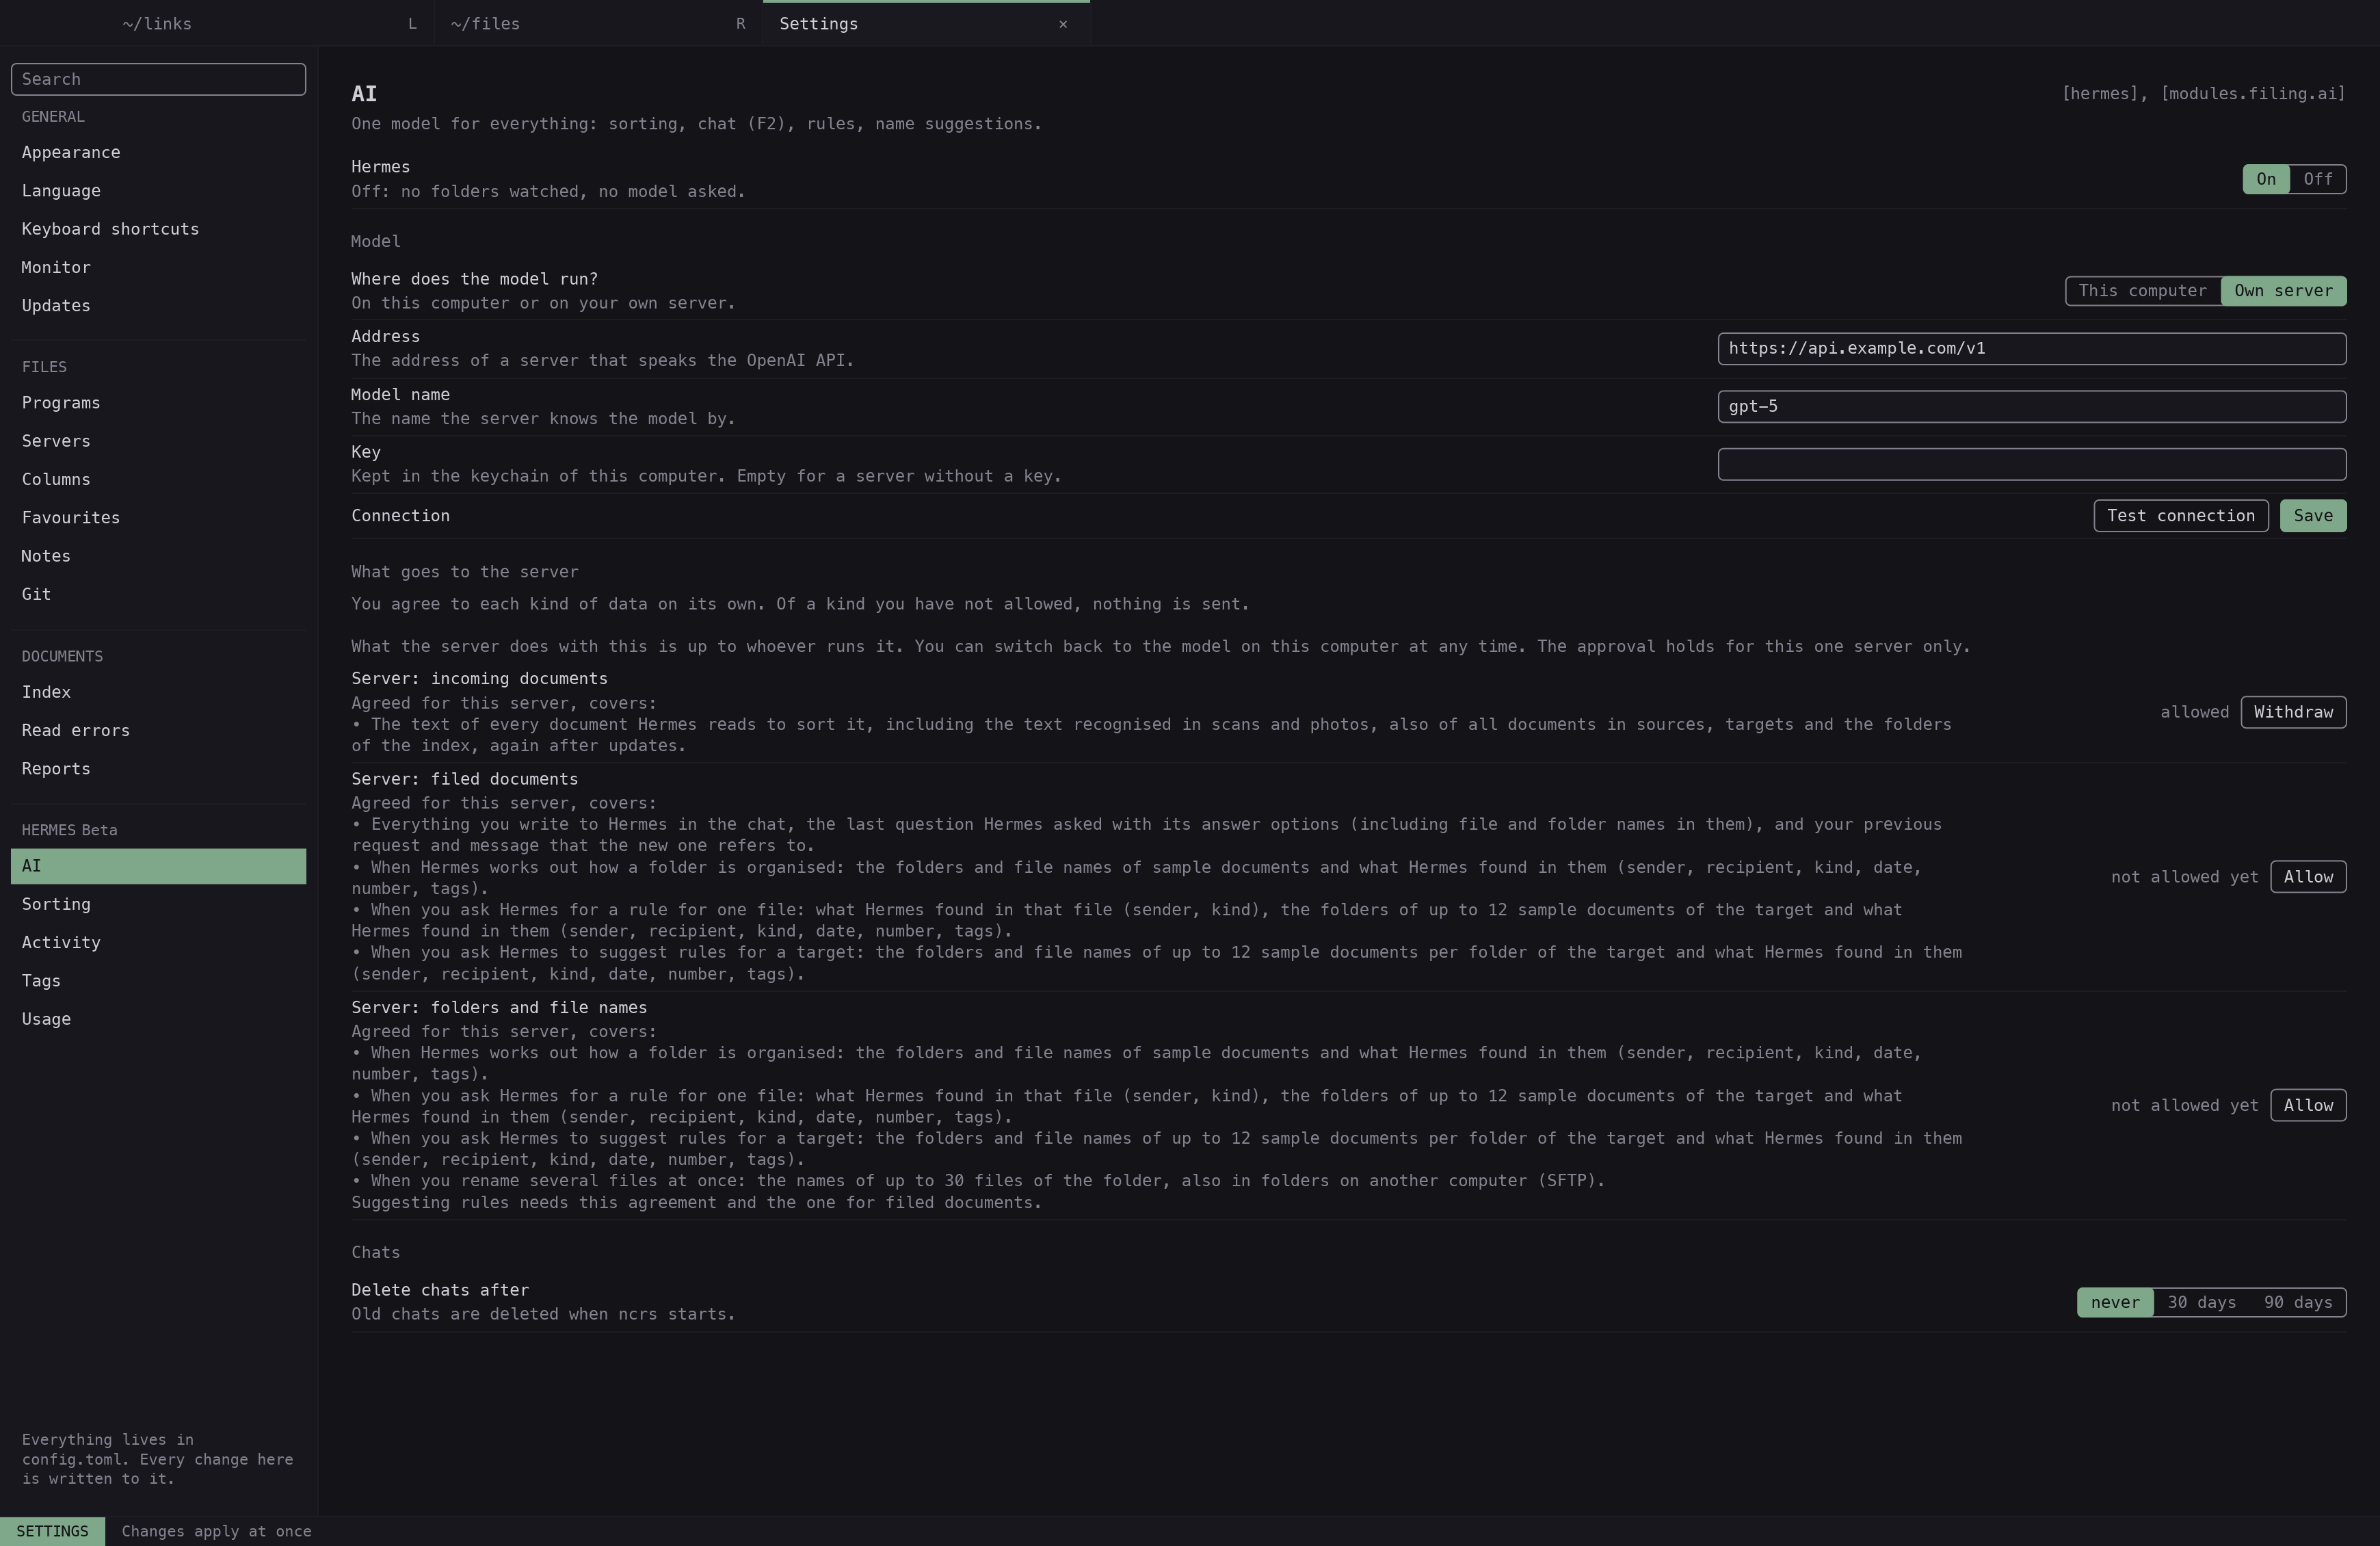 ~/links L ~/files R Settings ×
Search
GENERAL
Appearance
Language
Keyboard shortcuts
Monitor
Updates
FILES
Programs
Servers
Columns
Favourites
Notes
Git
DOCUMENTS
Index
Read errors
Reports
HERMES Beta
AI
Sorting
Activity
Tags
Usage
Everything lives in
config.toml. Every change here
is written to it.
AI [hermes], [modules.filing.ai]
One model for everything: sorting, chat (F2), rules, name suggestions.
Hermes
Off: no folders watched, no model asked.
On Off
Model
Where does the model run?
On this computer or on your own server.
This computer Own server
Address
The address of a server that speaks the OpenAI API.
https://api.example.com/v1
Model name
The name the server knows the model by.
gpt-5
Key
Kept in the keychain of this computer. Empty for a server without a key.
Connection Test connection Save
What goes to the server
You agree to each kind of data on its own. Of a kind you have not allowed, nothing is sent.
What the server does with this is up to whoever runs it. You can switch back to the model on this computer at any time. The approval holds for this one server only.
Server: incoming documents
Agreed for this server, covers:
• The text of every document Hermes reads to sort it, including the text recognised in scans and photos, also of all documents in sources, targets and the folders
of the index, again after updates.
allowed Withdraw
Server: filed documents
Agreed for this server, covers:
• Everything you write to Hermes in the chat, the last question Hermes asked with its answer options (including file and folder names in them), and your previous
request and message that the new one refers to.
• When Hermes works out how a folder is organised: the folders and file names of sample documents and what Hermes found in them (sender, recipient, kind, date,
number, tags).
• When you ask Hermes for a rule for one file: what Hermes found in that file (sender, kind), the folders of up to 12 sample documents of the target and what
Hermes found in them (sender, recipient, kind, date, number, tags).
• When you ask Hermes to suggest rules for a target: the folders and file names of up to 12 sample documents per folder of the target and what Hermes found in them
(sender, recipient, kind, date, number, tags).
not allowed yet Allow
Server: folders and file names
Agreed for this server, covers:
• When Hermes works out how a folder is organised: the folders and file names of sample documents and what Hermes found in them (sender, recipient, kind, date,
number, tags).
• When you ask Hermes for a rule for one file: what Hermes found in that file (sender, kind), the folders of up to 12 sample documents of the target and what
Hermes found in them (sender, recipient, kind, date, number, tags).
• When you ask Hermes to suggest rules for a target: the folders and file names of up to 12 sample documents per folder of the target and what Hermes found in them
(sender, recipient, kind, date, number, tags).
• When you rename several files at once: the names of up to 30 files of the folder, also in folders on another computer (SFTP).
Suggesting rules needs this agreement and the one for filed documents.
not allowed yet Allow
Chats
Delete chats after
Old chats are deleted when ncrs starts.
never 30 days 90 days
SETTINGS Changes apply at once